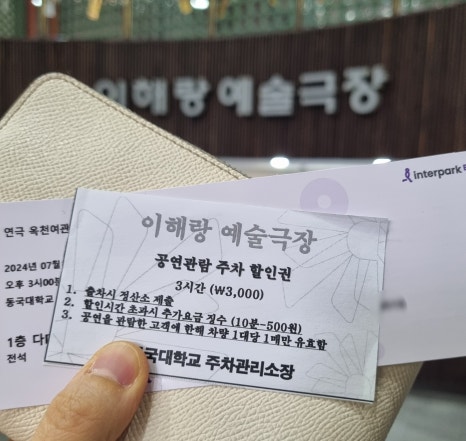 이해랑 예술극장
interpark
연극 옥천여관
2024년 07월
오후 3시00분
동국대학교
1층 다
전석
이해랑 예술극장
공연관람 주차 할인권
3시간 (₩3,000)
1. 출차시 정산소 제출
2. 할인시간 초과시 추가요금 징수 (10분-500원)
3. 공연을 관람한 고객에 한해 차량 1대당 1매만 유효함
국대학교 주차관리소장